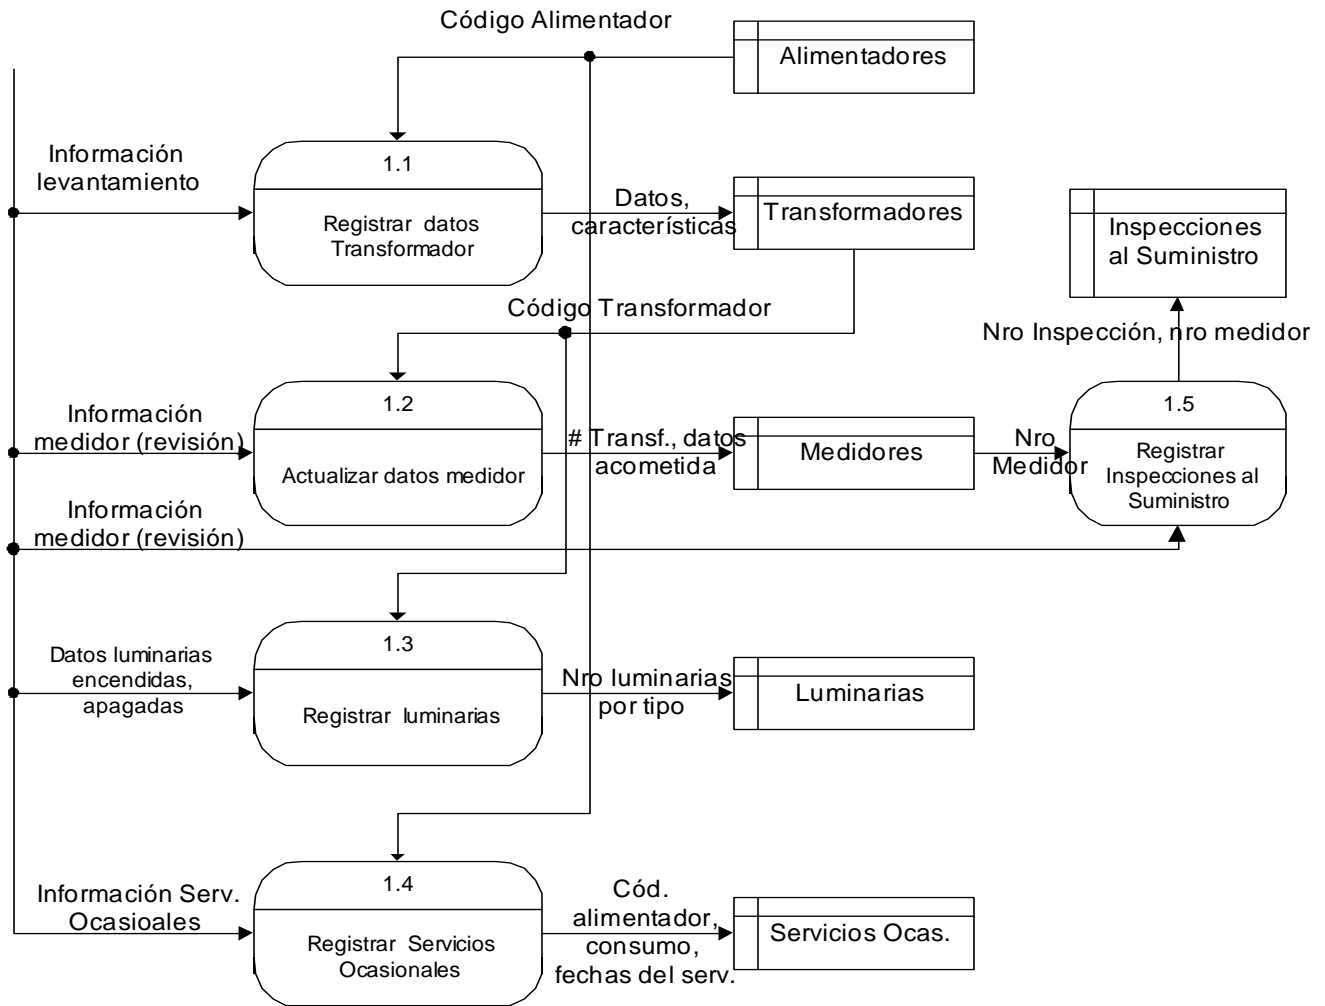 Código Alimentador
Alimentadores
Información
levantamiento
1.1
Registrar datos
Transformador
Datos,
características
Transformadores
Inspecciones
al Suministro
Código Transformador
Nro Inspección, nro medidor
Información
medidor (revisión)
1.2
Actualizar datos medidor
# Transf., datos
acometida
Medidores
Nro
Medidor
1.5
Registrar
Inspecciones al
Suministro
Información
medidor (revisión)
Datos luminarias
encendidas,
apagadas
1.3
Registrar luminarias
Nro luminarias
por tipo
Luminarias
Información Serv.
Ocasioales
1.4
Registrar Servicios
Ocasionales
Cód.
alimentador,
consumo,
fechas del serv.
Servicios Ocas.